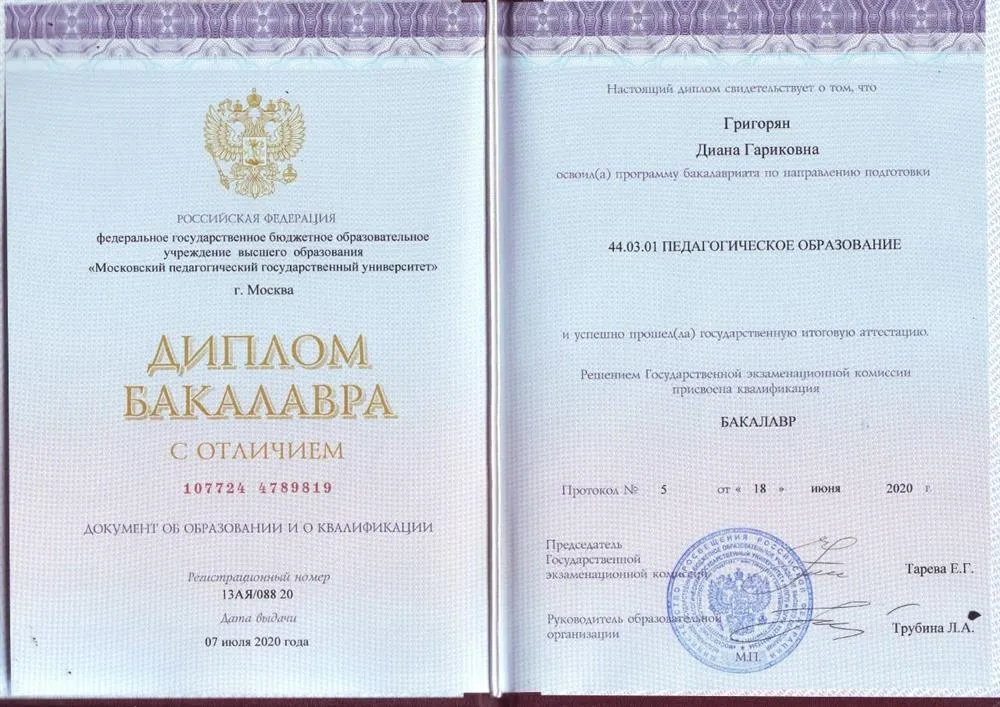 РОССИЙСКАЯ ФЕДЕРАЦИЯ
федеральное государственное бюджетное образовательное
учреждение высшего образования
«Московский педагогический государственный университет»
г. Москва
ДИПЛОМ
БАКАЛАВРА
С ОТЛИЧИЕМ
107724 4789819
ДОКУМЕНТ ОБ ОБРАЗОВАНИИ И О КВАЛИФИКАЦИИ
Регистрационный номер
13АЯ/088 20
Дата выдачи
07 июля 2020 года
Настоящий диплом свидетельствует о том, что
Григорян
Диана Гариковна
освоил(а) программу бакалавриата по направлению подготовки
44.03.01 ПЕДАГОГИЧЕСКОЕ ОБРАЗОВАНИЕ
и успешно прошел(ла) государственную итоговую аттестацию.
Решением Государственной экзаменационной комиссии
присвоена квалификация
БАКАЛАВР
Протокол № 5 от « 18 » июня 2020 г.
Председатель
Государственной
экзаменационной комиссии
Тарева Е.Г.
Руководитель образовательной
организации
Трубина Л.А.
М.П.